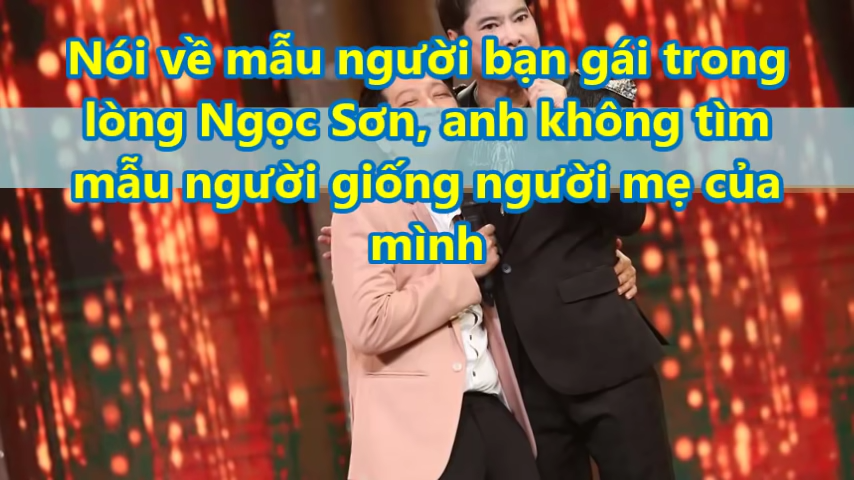 Nói về mẫu người bạn gái trong
lòng Ngọc Sơn, anh không tìm
mẫu người giống người mẹ của
mình